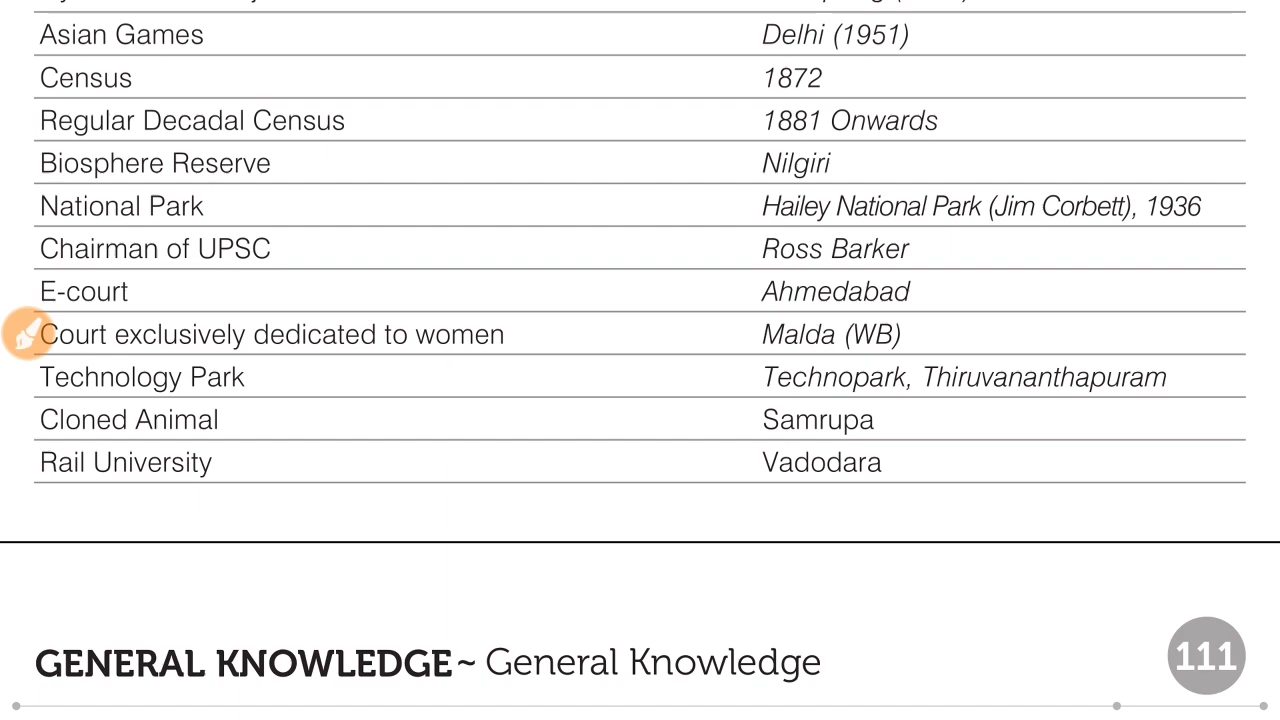 Asian Games Delhi (1951)
Census 1872
Regular Decadal Census 1881 Onwards
Biosphere Reserve Nilgiri
National Park Hailey National Park (Jim Corbett), 1936
Chairman of UPSC Ross Barker
E-court Ahmedabad
Court exclusively dedicated to women Malda (WB)
Technology Park Technopark, Thiruvananthapuram
Cloned Animal Samrupa
Rail University Vadodara
GENERAL KNOWLEDGE~ General Knowledge 111